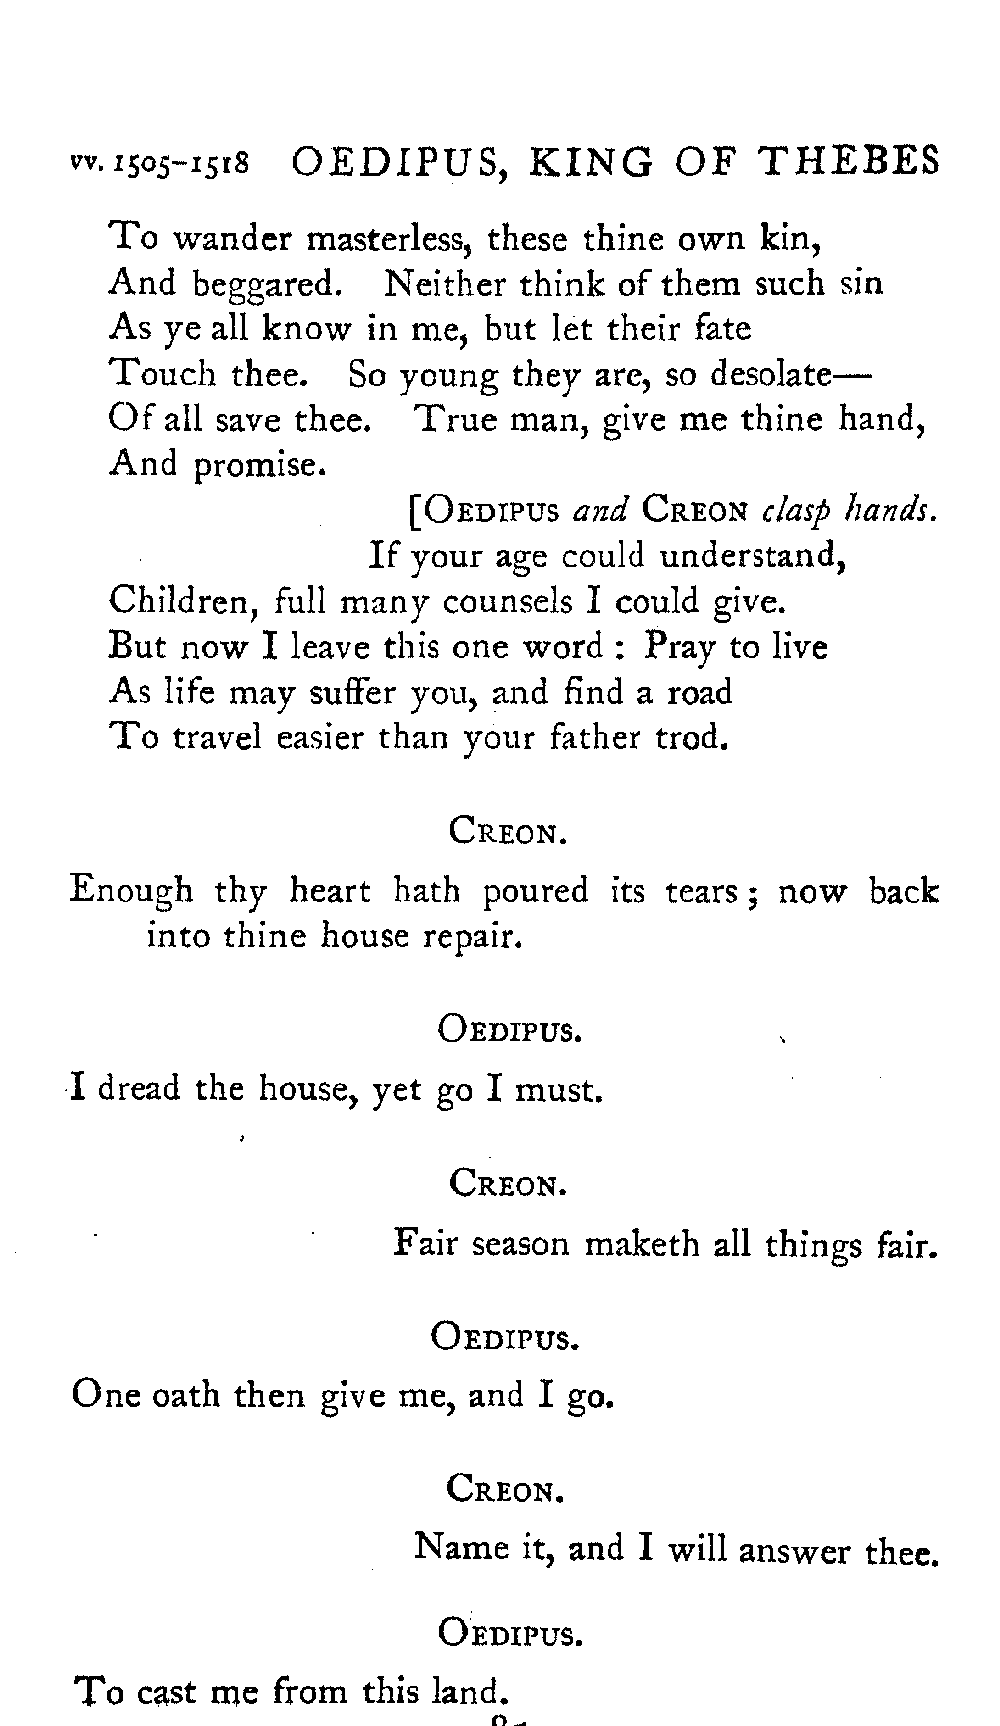 vv. 1505–1518 OEDIPUS, KING OF THEBES
To wander masterless, these thine own kin,
And beggared. Neither think of them such sin
As ye all know in me, but let their fate
Touch thee. So young they are, so desolate—
Of all save thee. True man, give me thine hand,
And promise.
[OEDIPUS and CREON clasp hands.
If your age could understand,
Children, full many counsels I could give.
But now I leave this one word : Pray to live
As life may suffer you, and find a road
To travel easier than your father trod.
CREON.
Enough thy heart hath poured its tears ; now back
into thine house repair.
OEDIPUS.
I dread the house, yet go I must.
CREON.
Fair season maketh all things fair.
OEDIPUS.
One oath then give me, and I go.
CREON.
Name it, and I will answer thee.
OEDIPUS.
To cast me from this land.